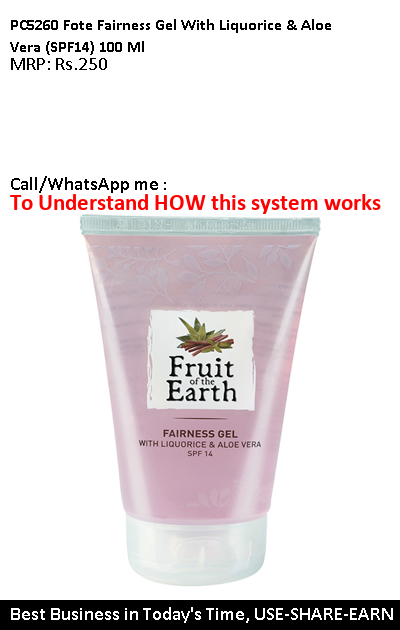 PC5260 Fote Fairness Gel With Liquorice & Aloe
Vera (SPF14) 100 Ml
MRP: Rs.250
Call/WhatsApp me :
To Understand HOW this system works
Fruit
of the
Earth
FAIRNESS GEL
WITH LIQUORICE & ALOE VERA
SPF 14
Best Business in Today's Time, USE-SHARE-EARN